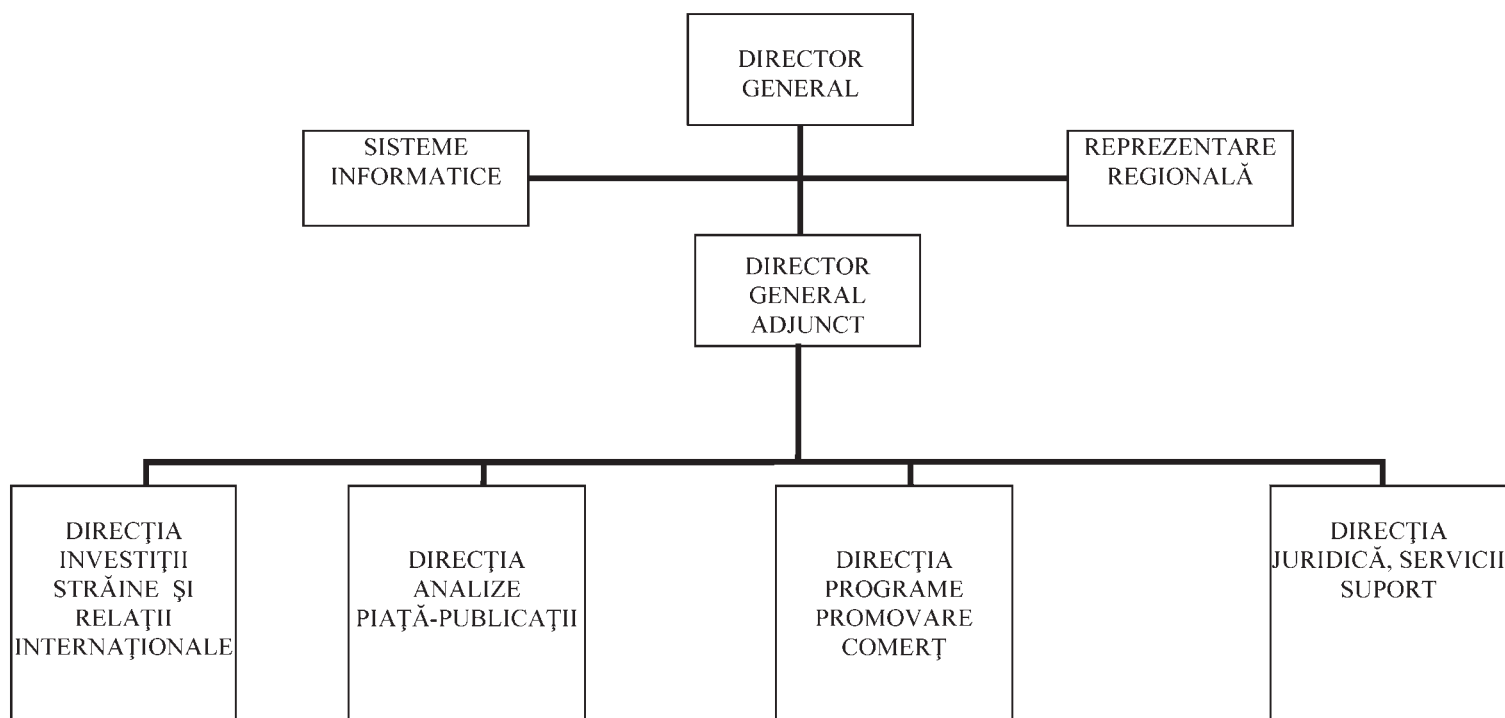 DIRECTOR
GENERAL
SISTEME
INFORMATICE
REPREZENTARE
REGIONALĂ
DIRECTOR
GENERAL
ADJUNCT
DIRECŢIA
INVESTIŢII
STRĂINE ŞI
RELAŢII
INTERNAŢIONALE
DIRECŢIA
ANALIZE
PIAŢĂ-PUBLICAŢII
DIRECŢIA
PROGRAME
PROMOVARE
COMERŢ
DIRECŢIA
JURIDICĂ, SERVICII
SUPORT